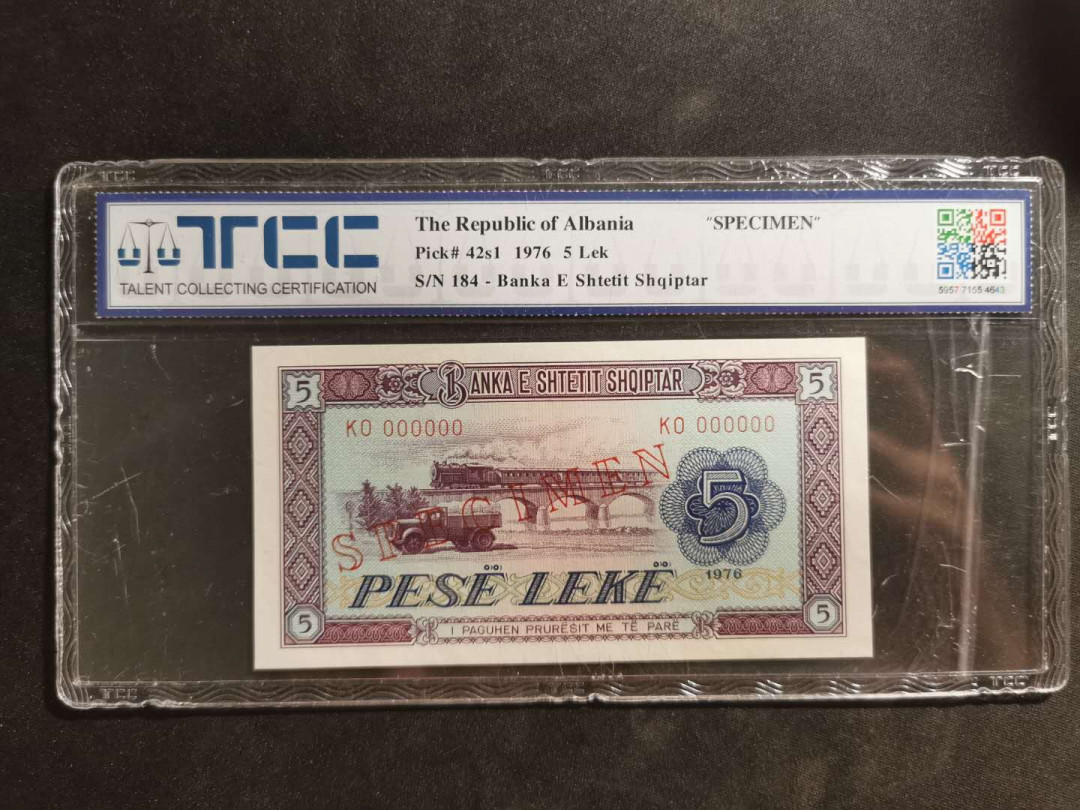 TCC
TALENT COLLECTING CERTIFICATION
The Republic of Albania "SPECIMEN"
Pick# 42s1 1976 5 Lek
S/N 184 - Banka E Shtetit Shqiptar
5957 7155 4643
5 BANKA E SHTETIT SHQIPTAR 5
KO 000000 KO 000000
SPECIMEN
5
1976
PESË LEKË
5 I PAGUHEN PRURËSIT ME TË PARË 5
TCC
TCC